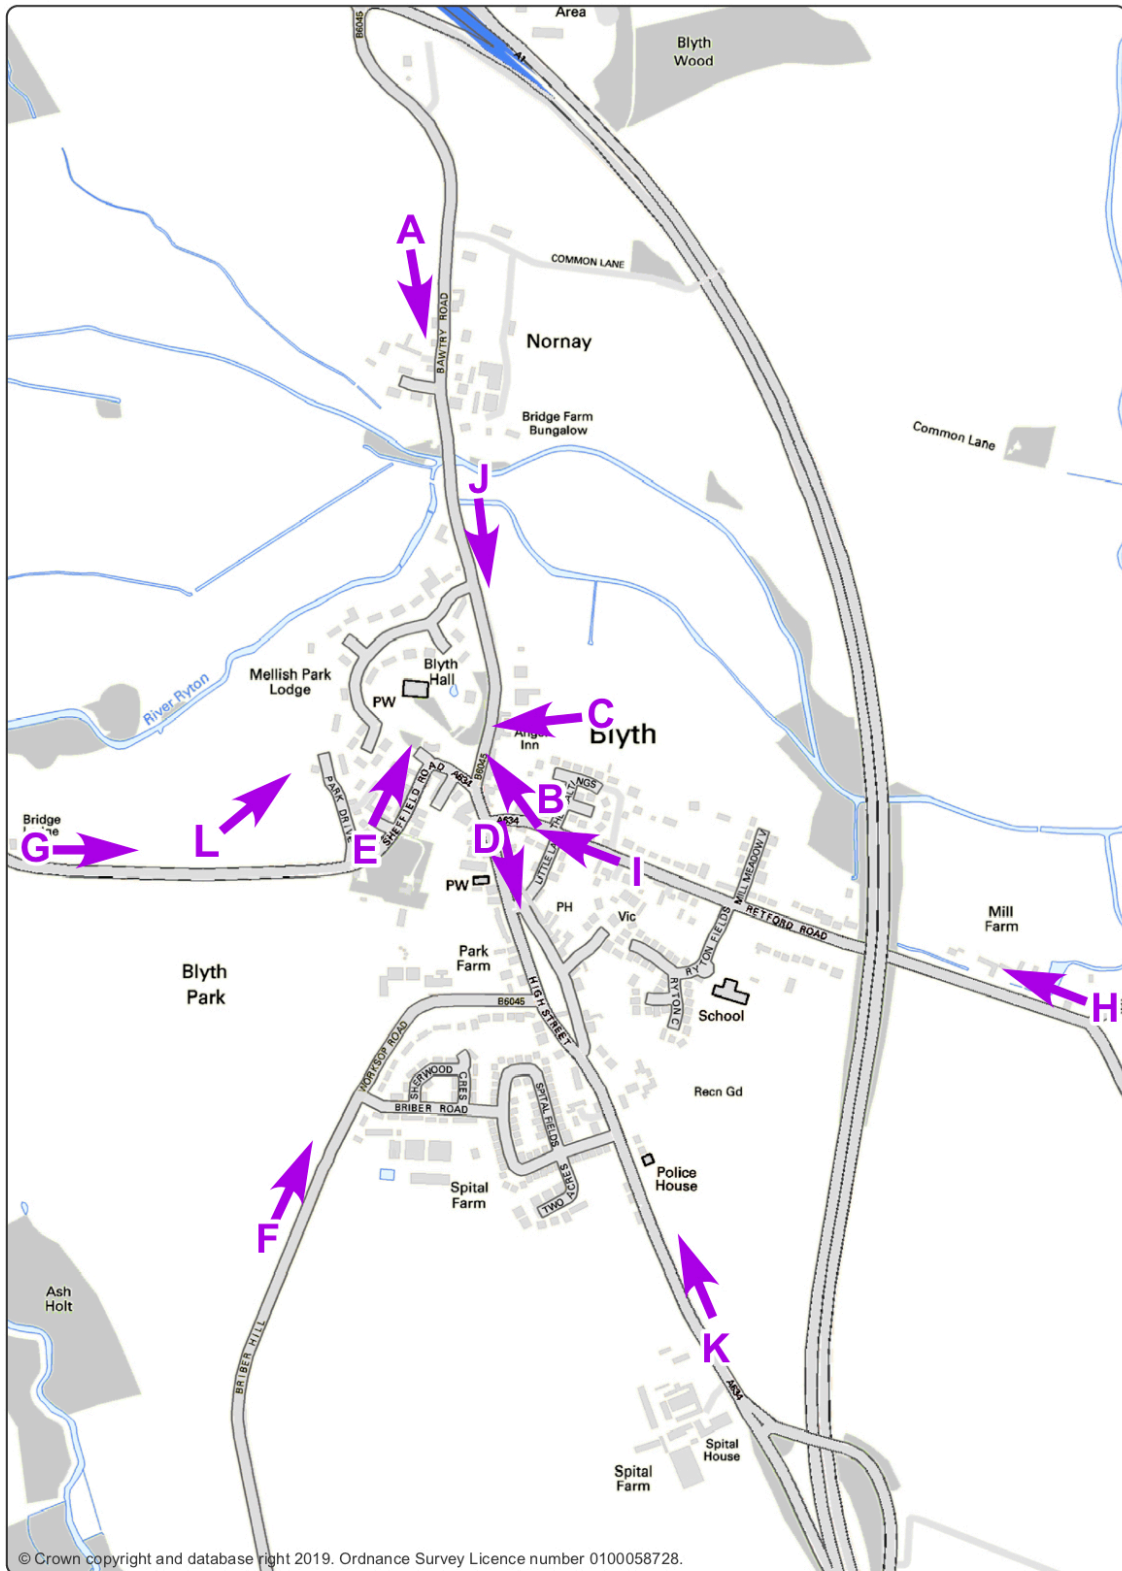 B6045
Area
Blyth
Wood
A1
A
COMMON LANE
BAWTRY ROAD
Nornay
Bridge Farm
Bungalow
Common Lane
J
Mellish Park
Lodge
Blyth
Hall
PW
River Ryton
C
Blyth
Inn
B6045
A634
SHEFFIELD ROAD
PARK DRIVE
B
A634
D
Bridge
G
L
E
I
MILL MEADOW V
PW
PH
Vic
RETFORD ROAD
Mill
Farm
RYTON FIELDS
Park
Farm
Blyth
Park
HIGH STREET
B6045
RYTON C
School
H
WORKSOP ROAD
SHERWOOD
CRES
BRIBER ROAD
SPITAL FIELDS
Recn Gd
TWO ACRES
Police
House
Spital
Farm
F
Ash
Holt
BRIBER HILL
K
A634
Spital
House
Spital
Farm
© Crown copyright and database right 2019. Ordnance Survey Licence number 0100058728.